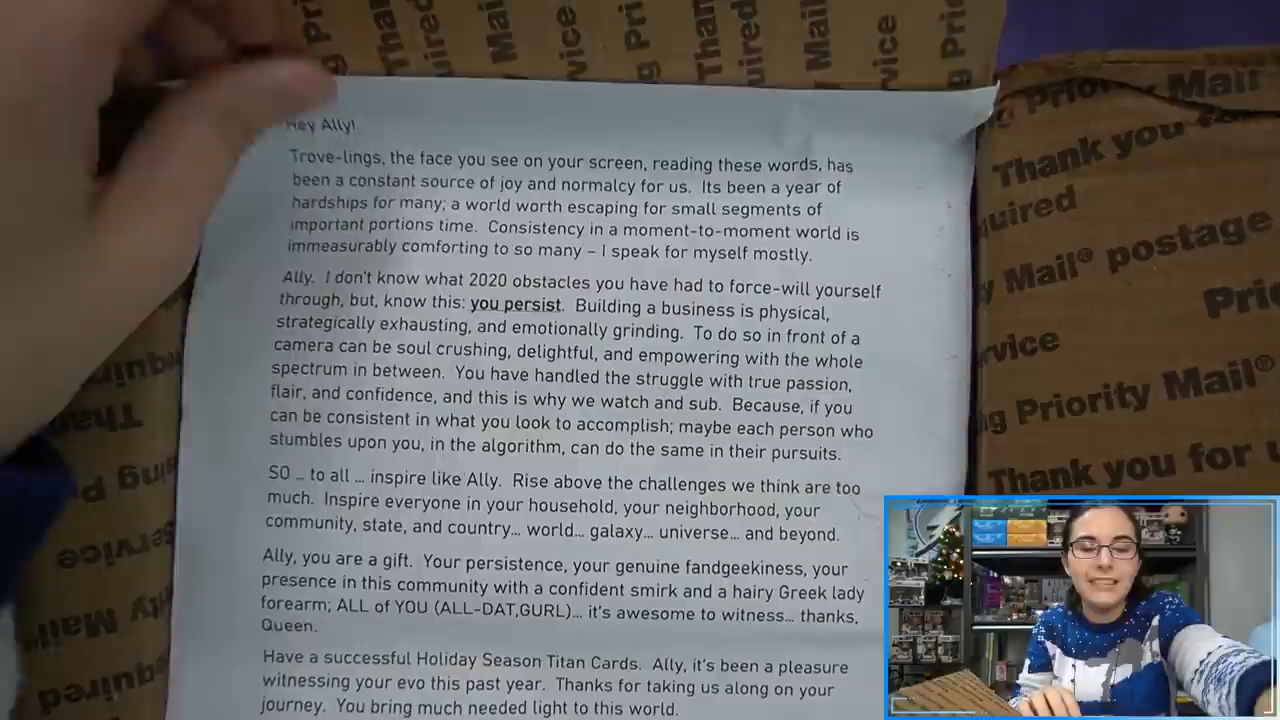 Hey Ally!
Trove-lings, the face you see on your screen, reading these words, has
been a constant source of joy and normalcy for us. Its been a year of
hardships for many; a world worth escaping for small segments of
important portions time. Consistency in a moment-to-moment world is
immeasurably comforting to so many – I speak for myself mostly.
Ally. I don't know what 2020 obstacles you have had to force-will yourself
through, but, know this: you persist. Building a business is physical,
strategically exhausting, and emotionally grinding. To do so in front of a
camera can be soul crushing, delightful, and empowering with the whole
spectrum in between. You have handled the struggle with true passion,
flair, and confidence, and this is why we watch and sub. Because, if you
can be consistent in what you look to accomplish; maybe each person who
stumbles upon you, in the algorithm, can do the same in their pursuits.
SO … to all … inspire like Ally. Rise above the challenges we think are too
much. Inspire everyone in your household, your neighborhood, your
community, state, and country… world… galaxy… universe… and beyond.
Ally, you are a gift. Your persistence, your genuine fandgeekiness, your
presence in this community with a confident smirk and a hairy Greek lady
forearm; ALL of YOU (ALL-DAT,GURL)… it's awesome to witness… thanks,
Queen.
Have a successful Holiday Season Titan Cards. Ally, it's been a pleasure
witnessing your evo this past year. Thanks for taking us along on your
journey. You bring much needed light to this world.
Priority Mail
Thank you
quired
Mail® postage
Pri
rvice
ng Priority Mail®
Thank you for